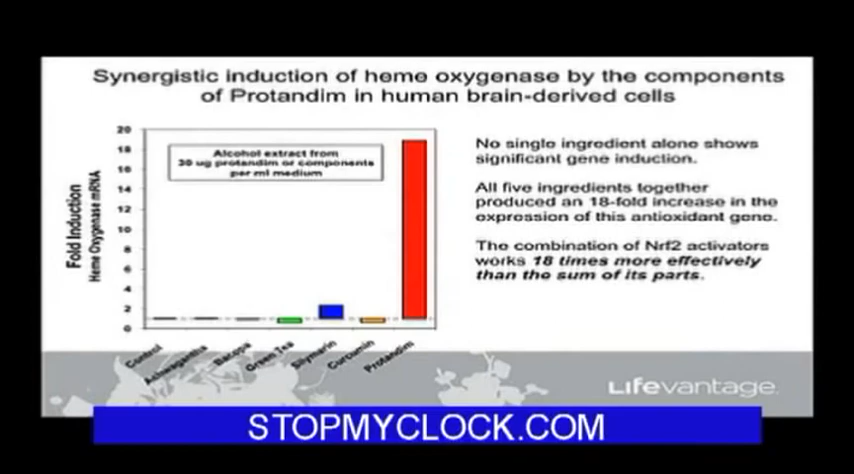 Synergistic induction of heme oxygenase by the components
of Protandim in human brain-derived cells
20
18
16
14
12
10
8
6
4
2
0
Fold Induction
Heme Oxygenase mRNA
Alcohol extract from
30 ug protandim or components
per ml medium
Control
Ashwagantha
Bacopa
Green Tea
Silymarin
Curcumin
Protandim
No single ingredient alone shows
significant gene induction.
All five ingredients together
produced an 18-fold increase in the
expression of this antioxidant gene.
The combination of Nrf2 activators
works 18 times more effectively
than the sum of its parts.
Lifevantage.
STOPMYCLOCK.COM